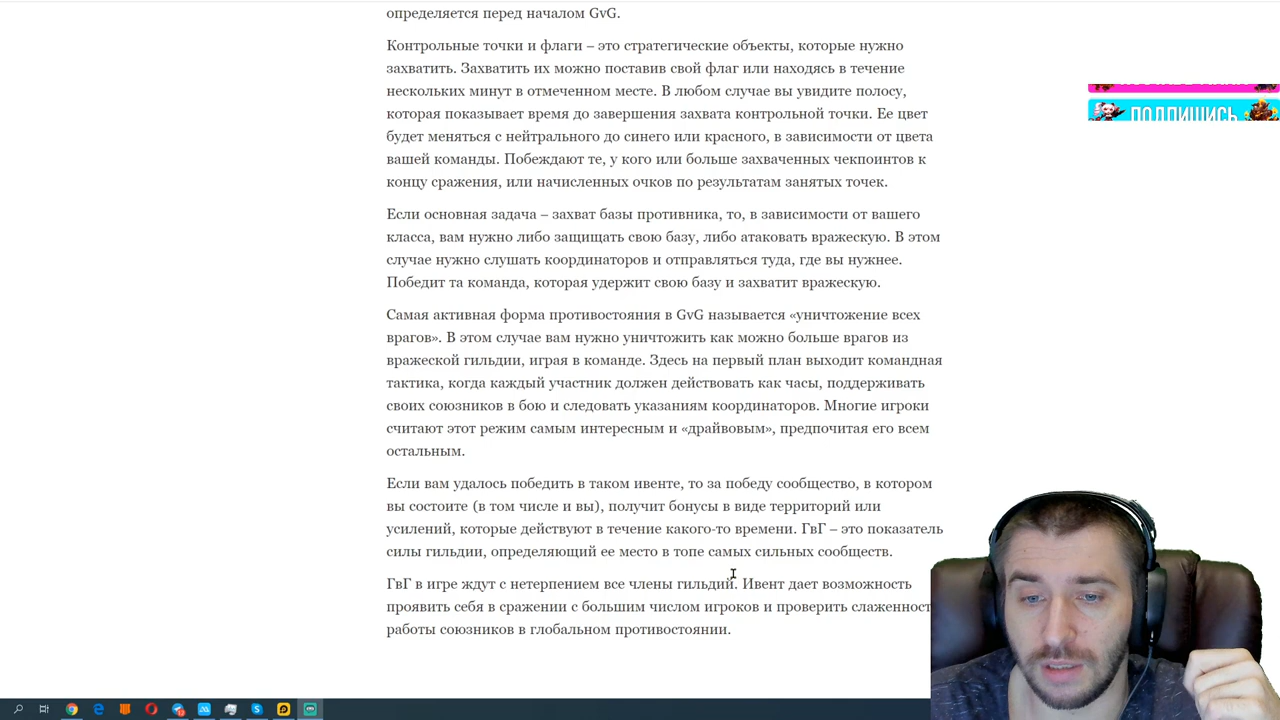 определяется перед началом GvG.
Контрольные точки и флаги – это стратегические объекты, которые нужно
захватить. Захватить их можно поставив свой флаг или находясь в течение
нескольких минут в отмеченном месте. В любом случае вы увидите полосу,
которая показывает время до завершения захвата контрольной точки. Ее цвет
будет меняться с нейтрального до синего или красного, в зависимости от цвета
вашей команды. Побеждают те, у кого или больше захваченных чекпоинтов к
концу сражения, или начисленных очков по результатам занятых точек.
Если основная задача – захват базы противника, то, в зависимости от вашего
класса, вам нужно либо защищать свою базу, либо атаковать вражескую. В этом
случае нужно слушать координаторов и отправляться туда, где вы нужнее.
Победит та команда, которая удержит свою базу и захватит вражескую.
Самая активная форма противостояния в GvG называется «уничтожение всех
врагов». В этом случае вам нужно уничтожить как можно больше врагов из
вражеской гильдии, играя в команде. Здесь на первый план выходит командная
тактика, когда каждый участник должен действовать как часы, поддерживать
своих союзников в бою и следовать указаниям координаторов. Многие игроки
считают этот режим самым интересным и «драйвовым», предпочитая его всем
остальным.
Если вам удалось победить в таком ивенте, то за победу сообщество, в котором
вы состоите (в том числе и вы), получит бонусы в виде территорий или
усилений, которые действуют в течение какого-то времени. ГвГ – это показатель
силы гильдии, определяющий ее место в топе самых сильных сообществ.
ГвГ в игре ждут с нетерпением все члены гильдий. Ивент дает возможность
проявить себя в сражении с большим числом игроков и проверить слаженност
работы союзников в глобальном противостоянии.
ПОДПИШИСЬ